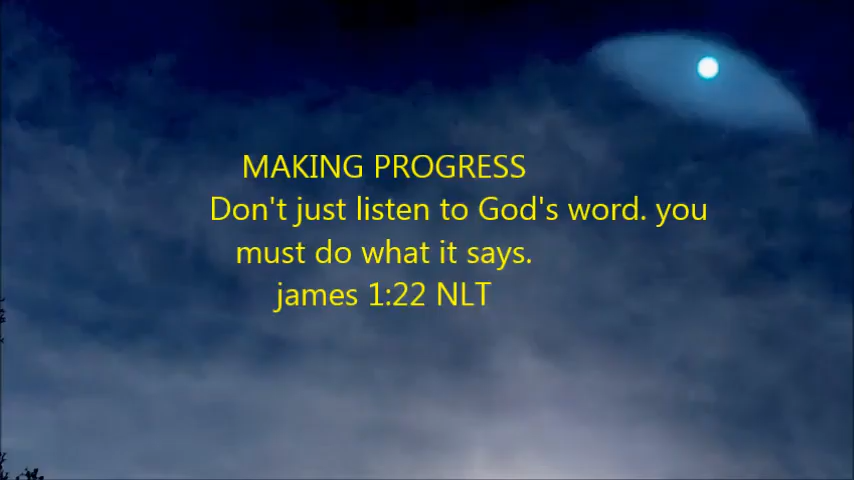 MAKING PROGRESS
Don't just listen to God's word. you
must do what it says.
james 1:22 NLT